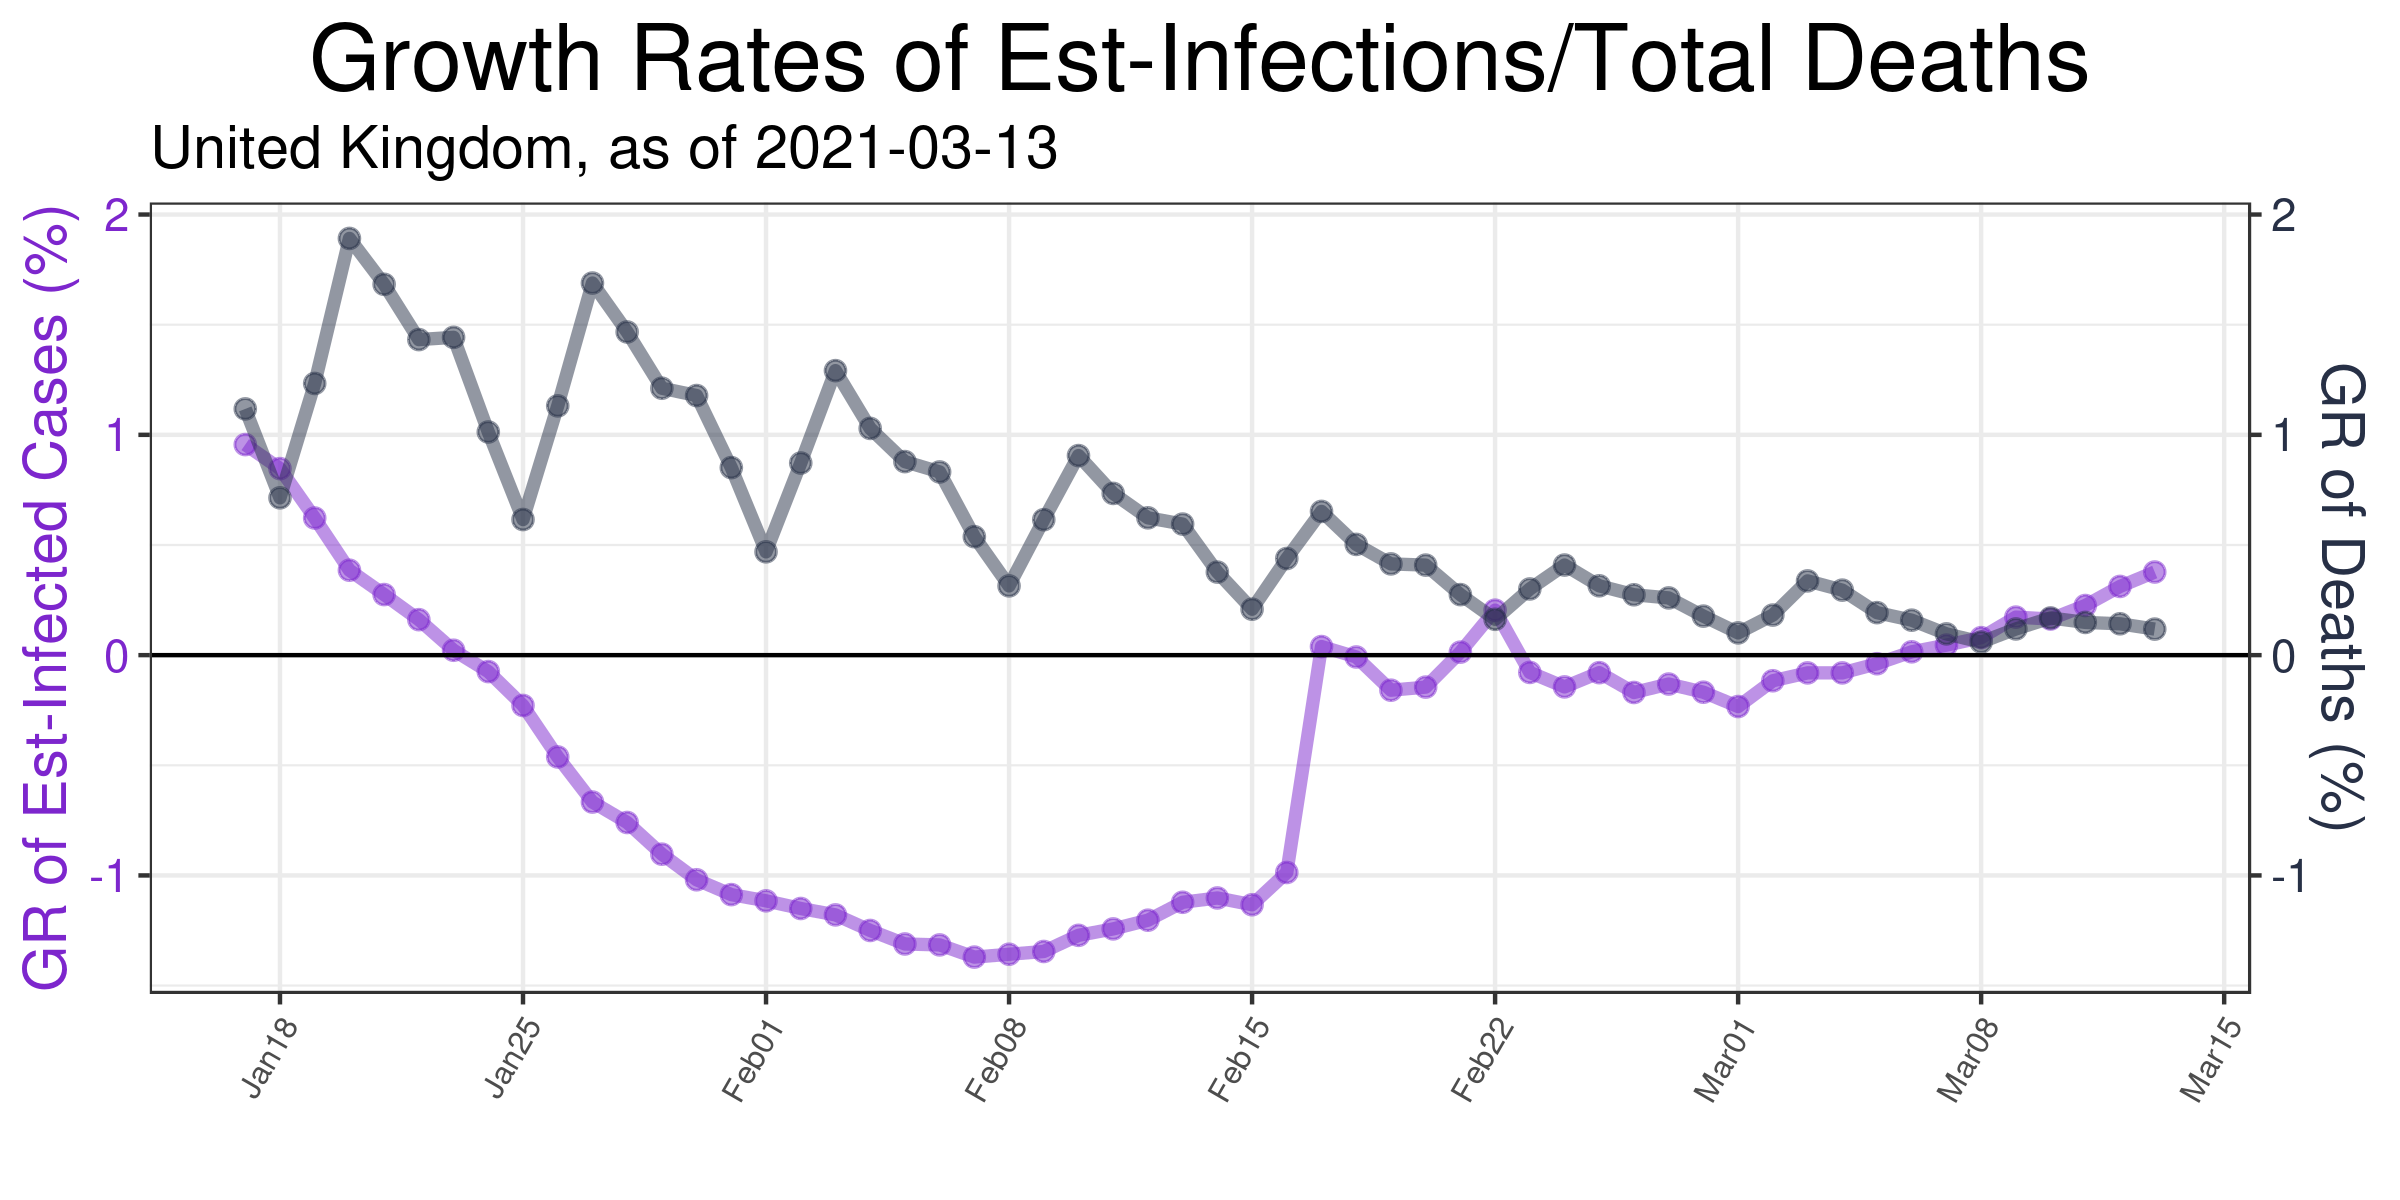 Growth Rates of Est-Infections/Total Deaths
United Kingdom, as of 2021-03-13
GR of Est-Infected Cases (%)
2
1
0
-1
2
1
0
-1
GR of Deaths (%)
Jan18
Jan25
Feb01
Feb08
Feb15
Feb22
Mar01
Mar08
Mar15